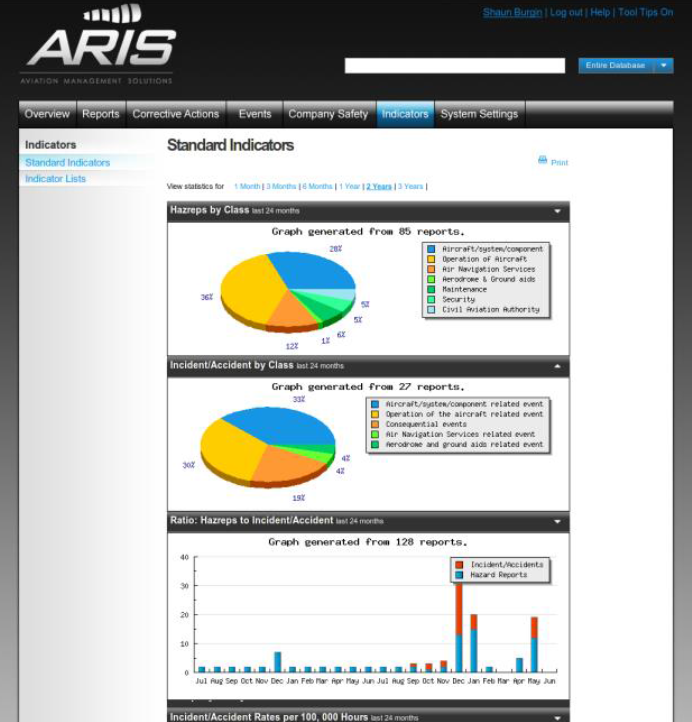 Shaun Burgin | Log out | Help | Tool Tips On
ARIS
AVIATION MANAGEMENT SOLUTIONS
Entire Database
Overview Reports Corrective Actions Events Company Safety Indicators System Settings
Indicators
Standard Indicators
Indicator Lists
Standard Indicators
Print
View statistics for 1 Month | 3 Months | 6 Months | 1 Year | 2 Years | 3 Years |
Hazreps by Class last 24 months
Graph generated from 85 reports.
28%
36%
12%
1%
6%
5%
5%
Aircraft/system/component
Operation of Aircraft
Air Navigation Services
Aerodrome & Ground aids
Maintenance
Security
Civil Aviation Authority
Incident/Accident by Class last 24 months
Graph generated from 27 reports.
33%
30%
19%
4%
4%
Aircraft/system/component related event
Operation of the aircraft related event
Consequential events
Air Navigation Services related event
Aerodrome and ground aids related event
Ratio: Hazreps to Incident/Accident last 24 months
Graph generated from 128 reports.
Incident/Accidents
Hazard Reports
40
30
20
10
0
Jul Aug Sep Oct Nov Dec Jan Feb Mar Apr May Jun Jul Aug Sep Oct Nov Dec Jan Feb Mar Apr May Jun
Incident/Accident Rates per 100, 000 Hours last 24 months